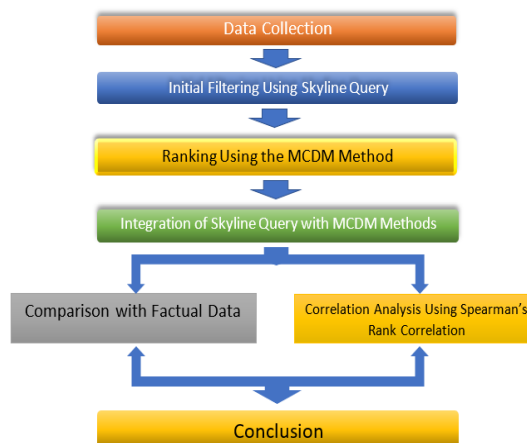 Data Collection
Initial Filtering Using Skyline Query
Ranking Using the MCDM Method
Integration of Skyline Query with MCDM Methods
Comparison with Factual Data
Correlation Analysis Using Spearman's
Rank Correlation
Conclusion